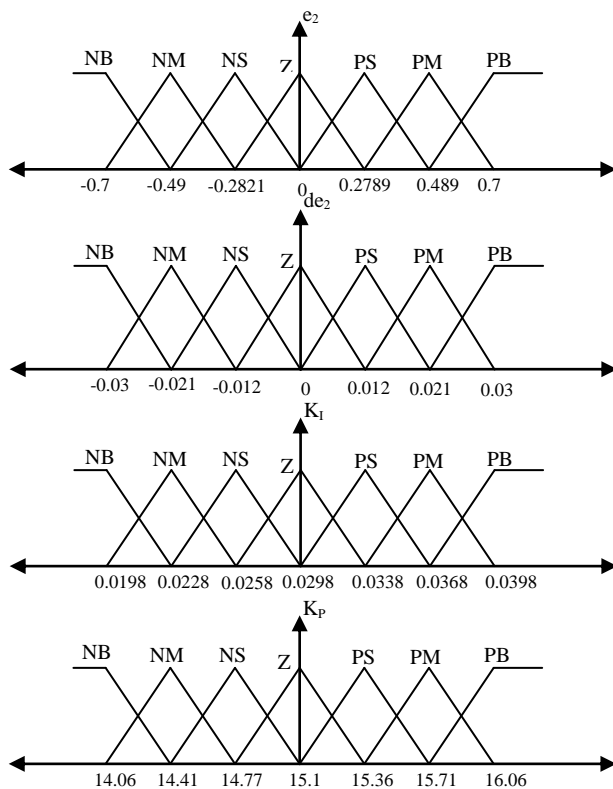 e₂
NB NM NS Z PS PM PB
-0.7 -0.49 -0.2821 0 0.2789 0.489 0.7
de₂
NB NM NS Z PS PM PB
-0.03 -0.021 -0.012 0 0.012 0.021 0.03
K_I
NB NM NS Z PS PM PB
0.0198 0.0228 0.0258 0.0298 0.0338 0.0368 0.0398
K_P
NB NM NS Z PS PM PB
14.06 14.41 14.77 15.1 15.36 15.71 16.06